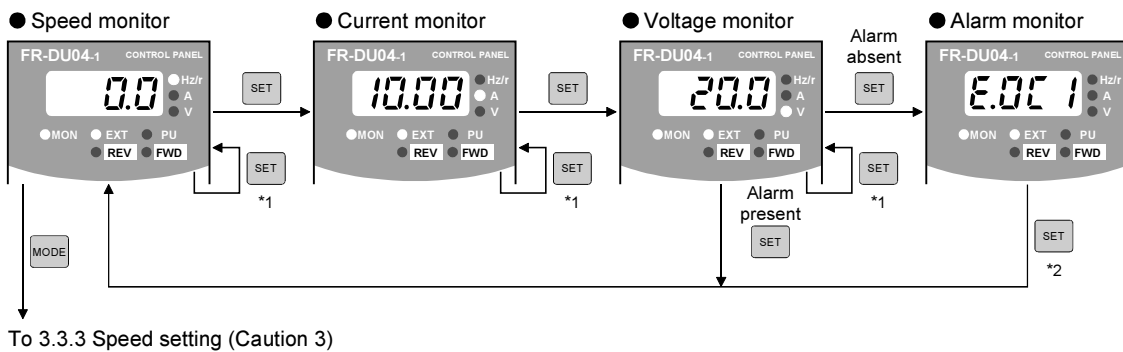 ● Speed monitor
● Current monitor
● Voltage monitor
● Alarm monitor
FR-DU04-1 CONTROL PANEL
0.0
Hz/r
A
V
MON EXT PU
REV FWD
SET
SET
*1
FR-DU04-1 CONTROL PANEL
10.00
Hz/r
A
V
MON EXT PU
REV FWD
SET
SET
*1
FR-DU04-1 CONTROL PANEL
20.0
Hz/r
A
V
MON EXT PU
REV FWD
Alarm
absent
SET
SET
*1
Alarm
present
SET
FR-DU04-1 CONTROL PANEL
E.OC 1
Hz/r
A
V
MON EXT PU
REV FWD
SET
*2
MODE
To 3.3.3 Speed setting (Caution 3)